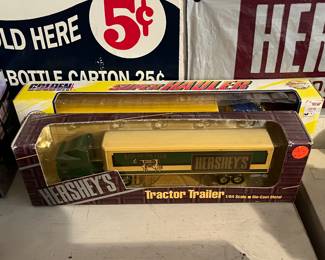 OLD HERE 5¢
BOTTLE CARTON 25¢
HER
GOLDEN
SUPER HAULER
HERSHEY'S
HERSHEY'S
Tractor Trailer
1/64 Scale • Die Cast Metal